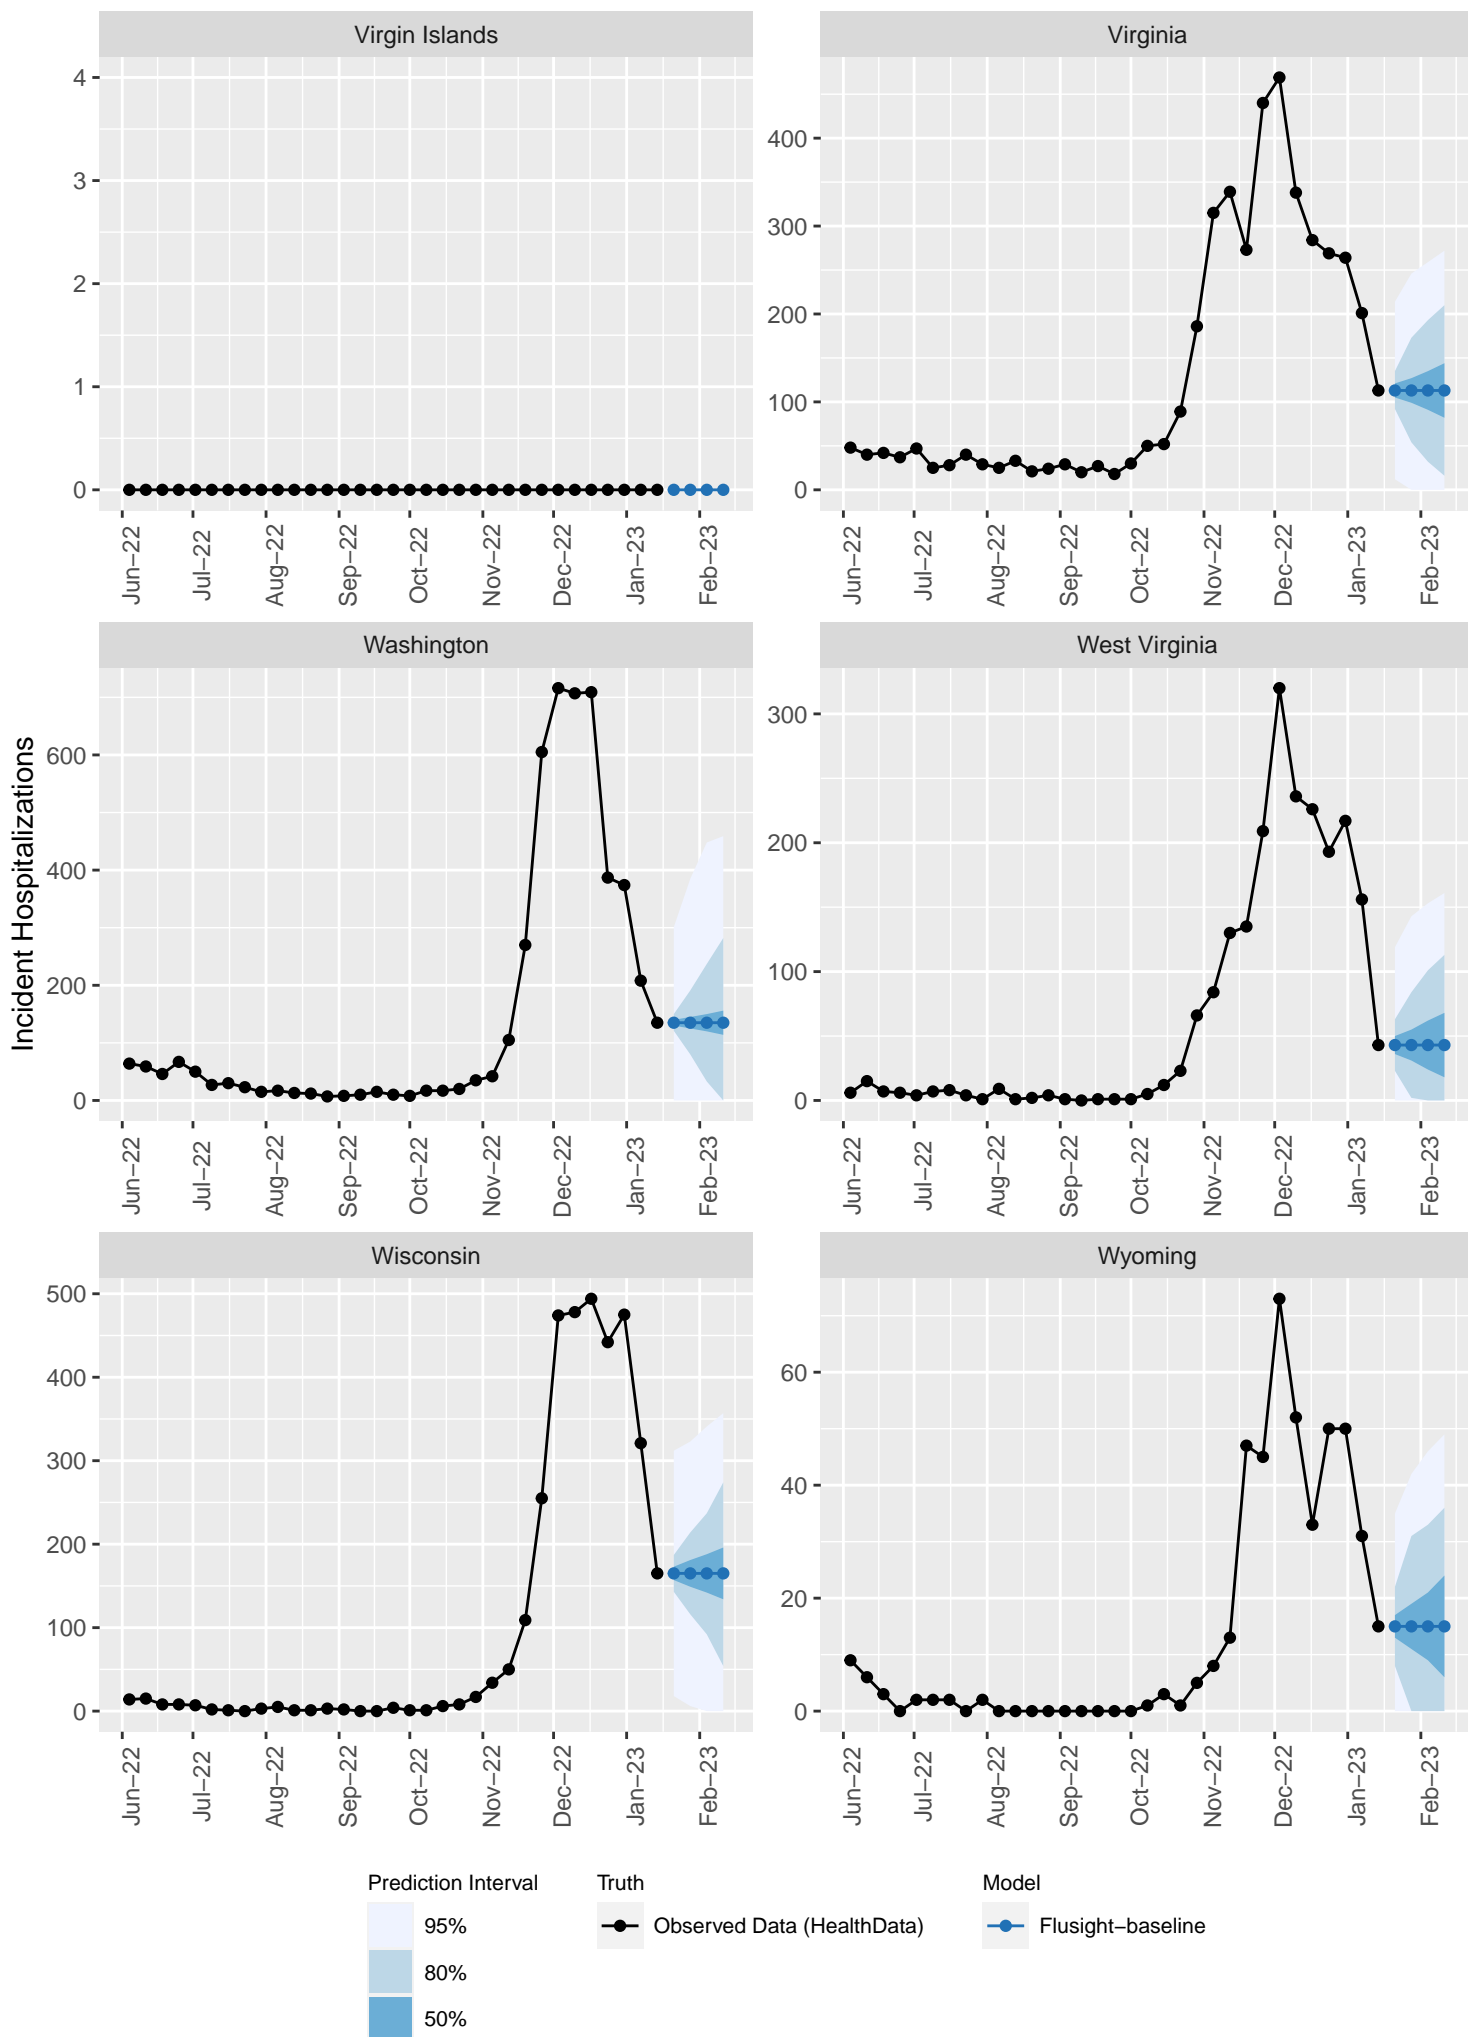 Virgin Islands
Virginia
4
3
2
1
0
400
300
200
100
0
Jun−22
Jul−22
Aug−22
Sep−22
Oct−22
Nov−22
Dec−22
Jan−23
Feb−23
Jun−22
Jul−22
Aug−22
Sep−22
Oct−22
Nov−22
Dec−22
Jan−23
Feb−23
Incident Hospitalizations
Washington
West Virginia
600
400
200
0
300
200
100
0
Jun−22
Jul−22
Aug−22
Sep−22
Oct−22
Nov−22
Dec−22
Jan−23
Feb−23
Jun−22
Jul−22
Aug−22
Sep−22
Oct−22
Nov−22
Dec−22
Jan−23
Feb−23
Wisconsin
Wyoming
500
400
300
200
100
0
60
40
20
0
Jun−22
Jul−22
Aug−22
Sep−22
Oct−22
Nov−22
Dec−22
Jan−23
Feb−23
Jun−22
Jul−22
Aug−22
Sep−22
Oct−22
Nov−22
Dec−22
Jan−23
Feb−23
Prediction Interval
95%
80%
50%
Truth
Observed Data (HealthData)
Model
Flusight−baseline